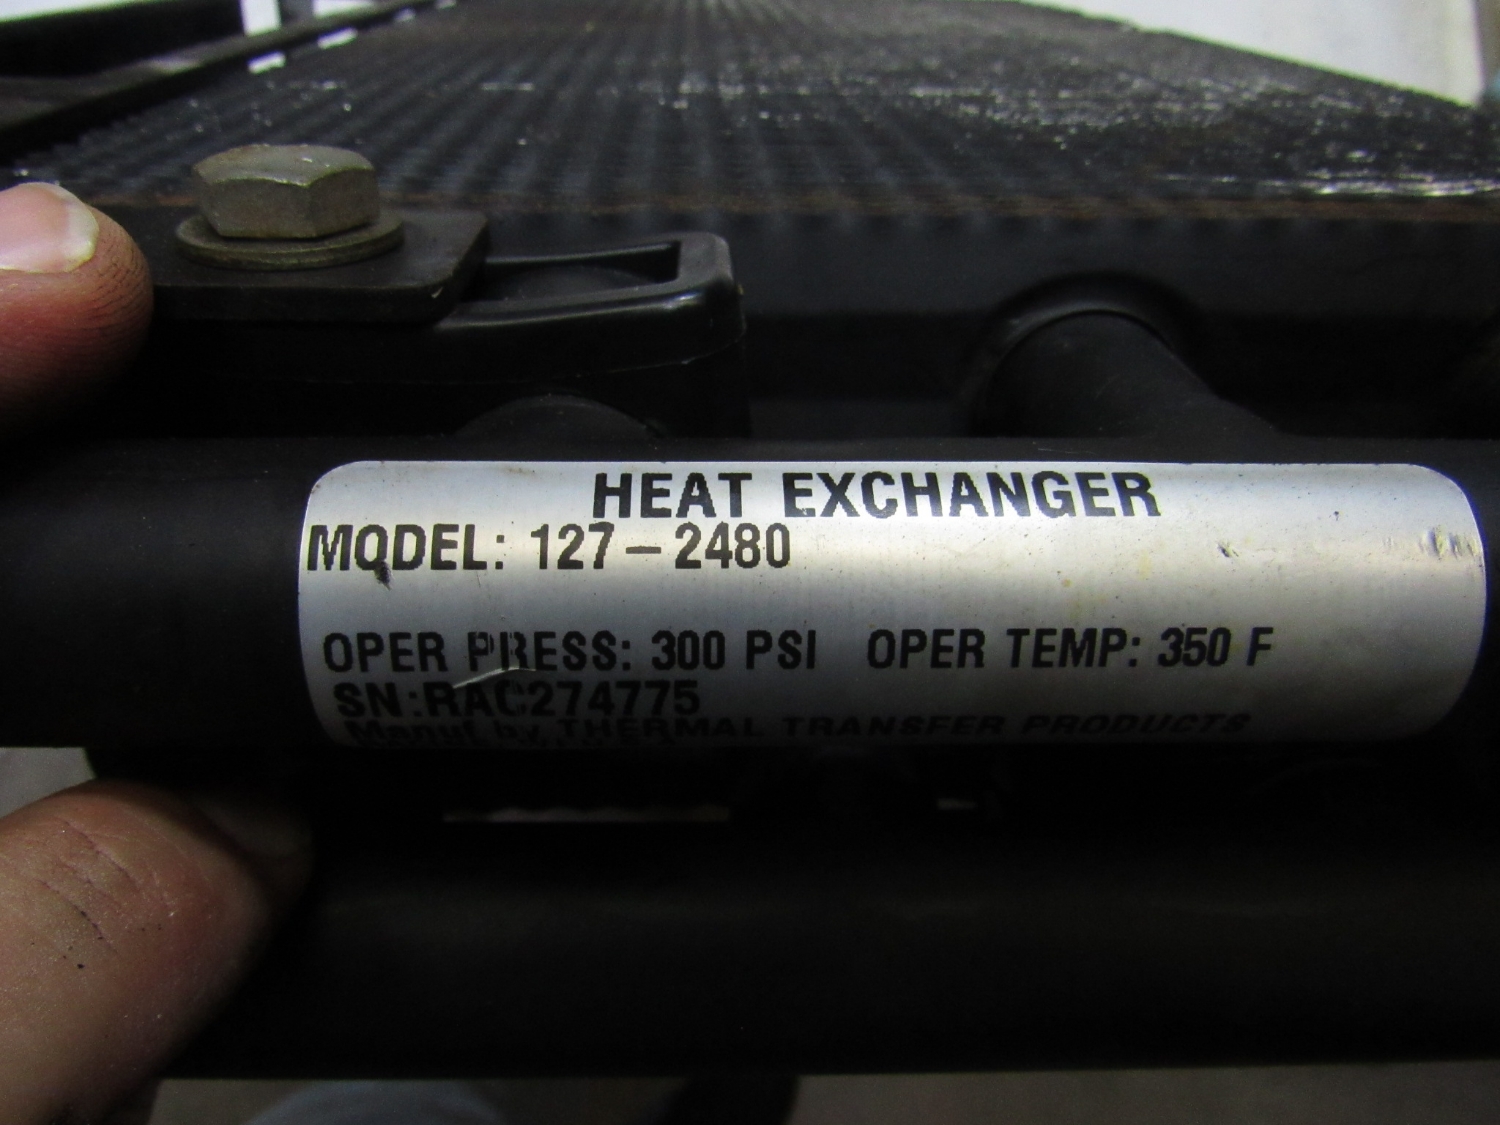 HEAT EXCHANGER
MODEL: 127-2480
OPER PRESS: 300 PSI OPER TEMP: 350 F
SN:RAC274775
Manuf by THERMAL TRANSFER PRODUCTS